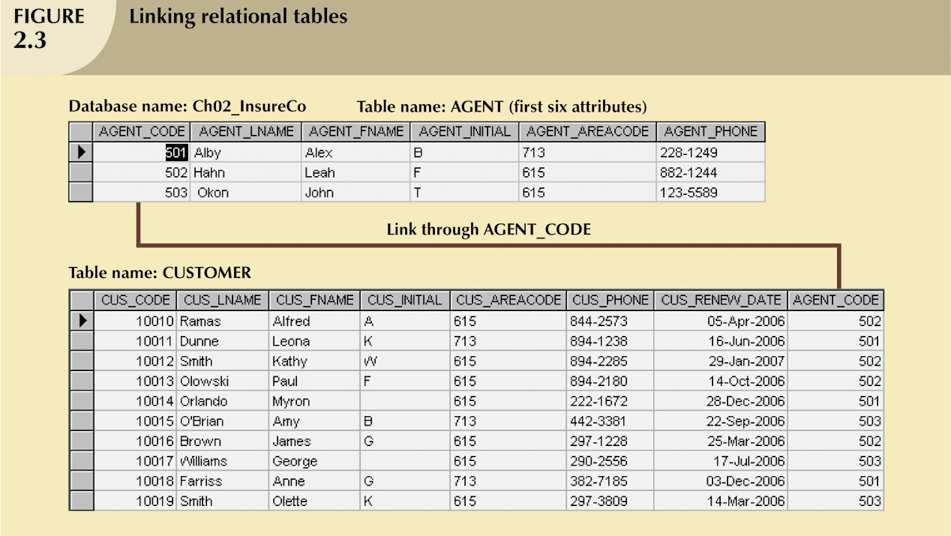 FIGURE 2.3
Linking relational tables
Database name: Ch02_InsureCo Table name: AGENT (first six attributes)
AGENT_CODE AGENT_LNAME AGENT_FNAME AGENT_INITIAL AGENT_AREACODE AGENT_PHONE
501 Alby Alex B 713 228-1249
502 Hahn Leah F 615 882-1244
503 Okon John T 615 123-5589
Link through AGENT_CODE
Table name: CUSTOMER
CUS_CODE CUS_LNAME CUS_FNAME CUS_INITIAL CUS_AREACODE CUS_PHONE CUS_RENEW_DATE AGENT_CODE
10010 Ramas Alfred A 615 844-2573 05-Apr-2006 502
10011 Dunne Leona K 713 894-1238 16-Jun-2006 501
10012 Smith Kathy W 615 894-2285 29-Jan-2007 502
10013 Olowski Paul F 615 894-2180 14-Oct-2006 502
10014 Orlando Myron 615 222-1672 28-Dec-2006 501
10015 O'Brian Amy B 713 442-3381 22-Sep-2006 503
10016 Brown James G 615 297-1228 25-Mar-2006 502
10017 Williams George 615 290-2556 17-Jul-2006 503
10018 Farriss Anne G 713 382-7185 03-Dec-2006 501
10019 Smith Olette K 615 297-3809 14-Mar-2006 503